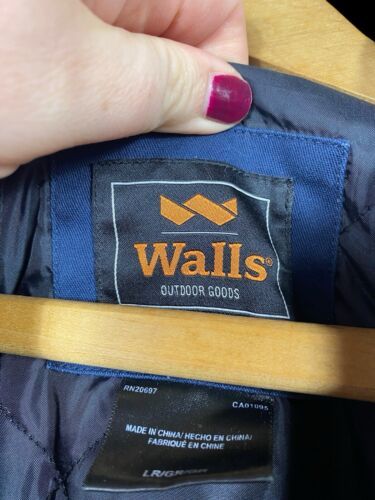 Walls®
OUTDOOR GOODS
RN20697
CA01095
MADE IN CHINA/ HECHO EN CHINA/
FABRIQUÉ EN CHINE